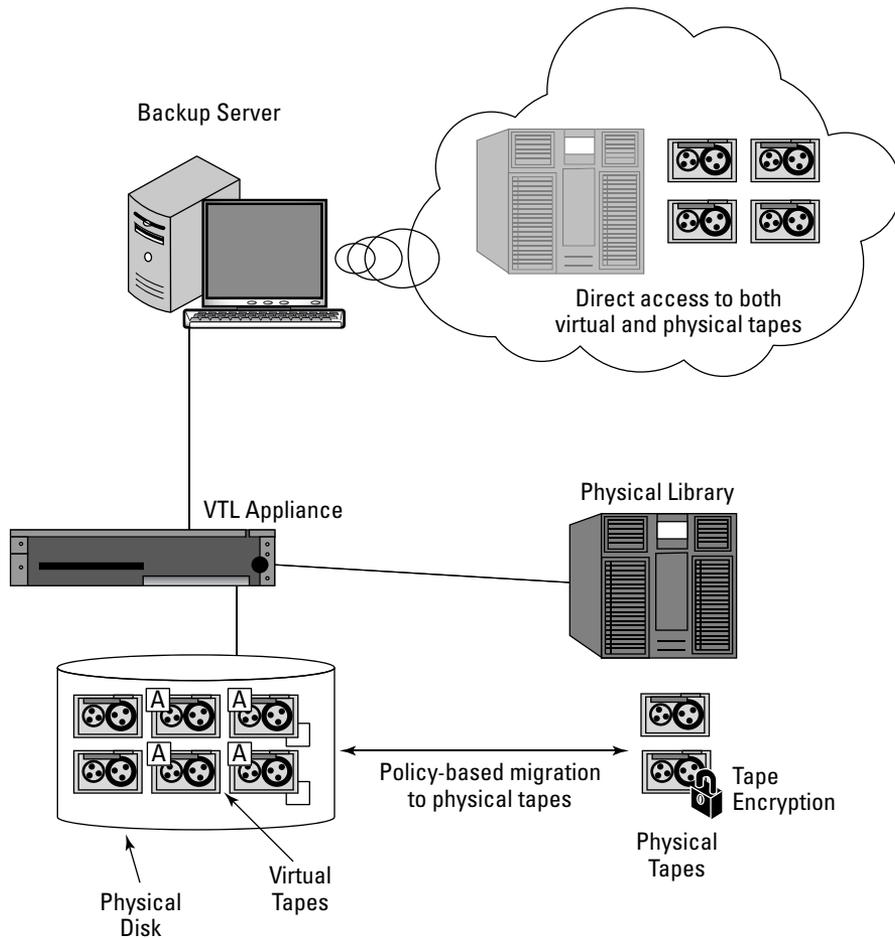 Backup Server
Direct access to both
virtual and physical tapes
VTL Appliance
Physical Library
A
A
A
A
Policy-based migration
to physical tapes
Tape
Encryption
Physical
Tapes
Virtual
Tapes
Physical
Disk